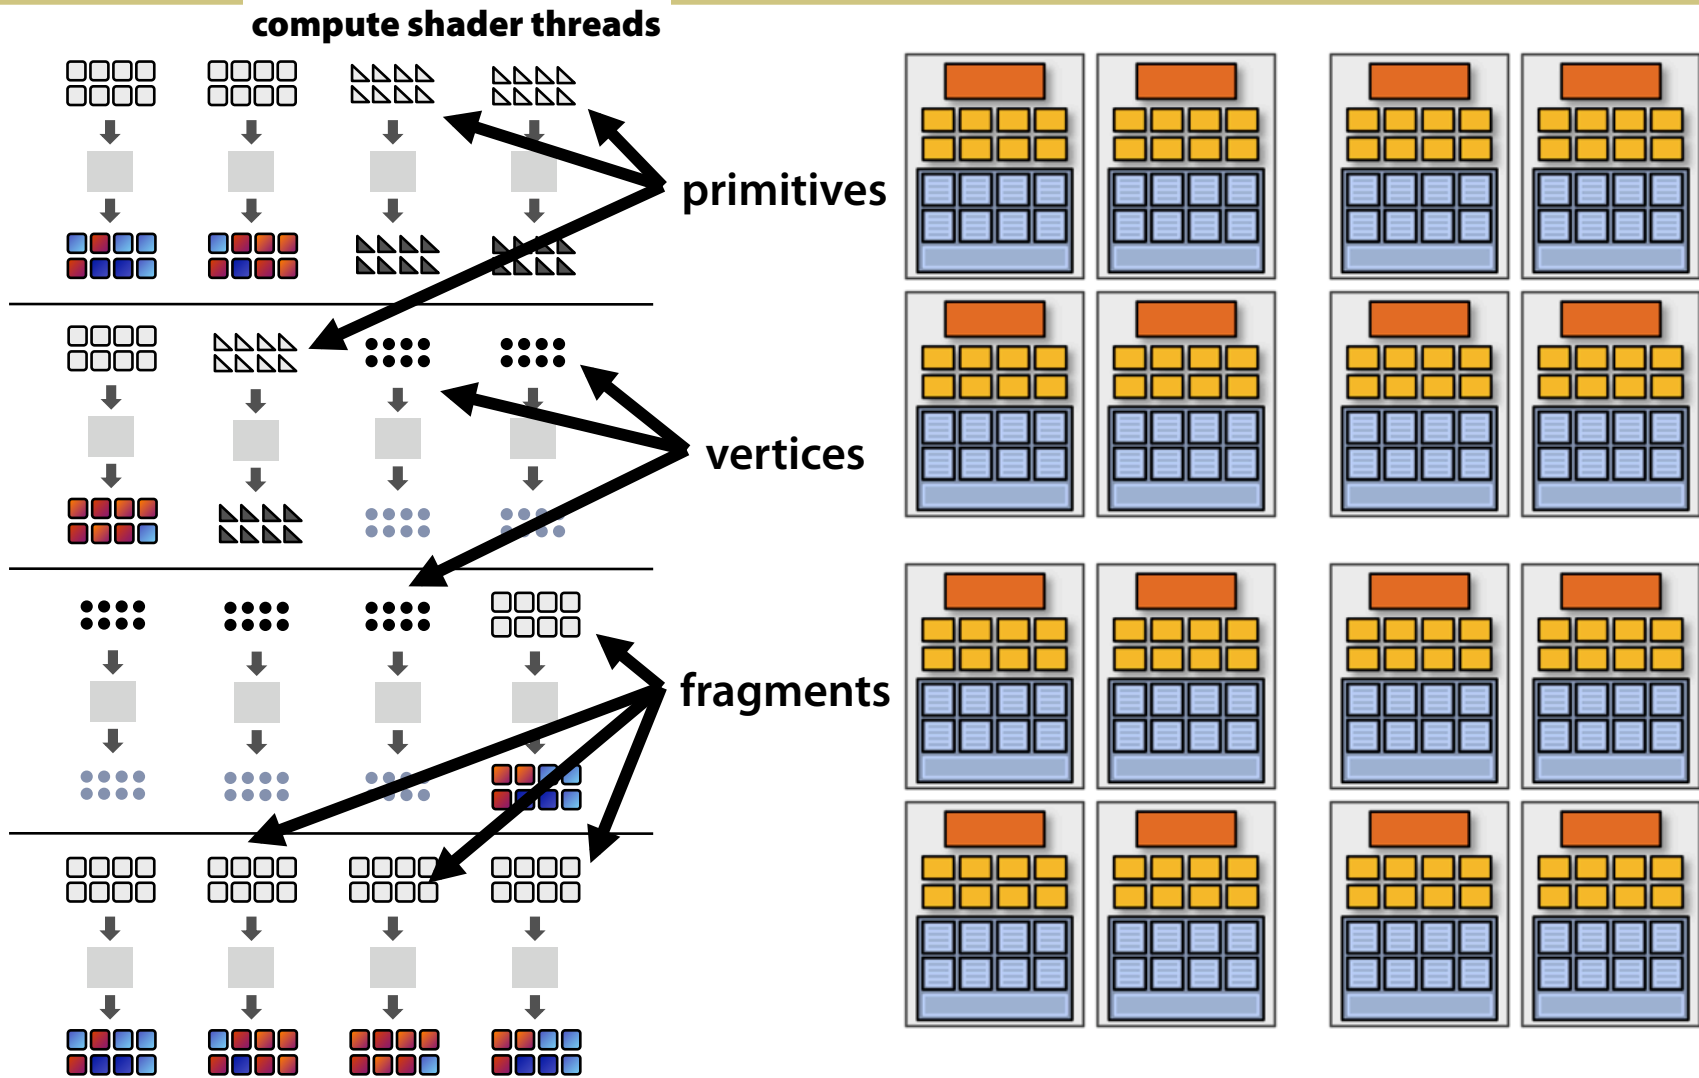 compute shader threads
primitives
vertices
fragments